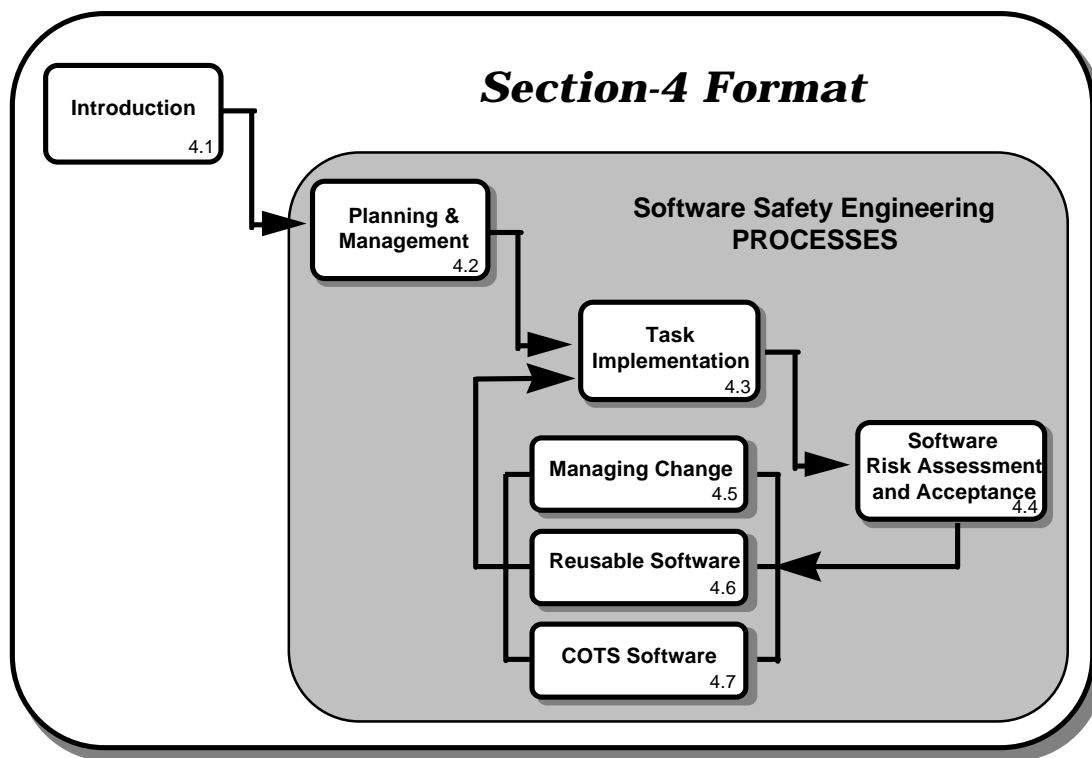 Section-4 Format
Introduction
4.1
Planning &
Management
4.2
Software Safety Engineering
PROCESSES
Task
Implementation
4.3
Software
Risk Assessment
and Acceptance
4.4
Managing Change
4.5
Reusable Software
4.6
COTS Software
4.7